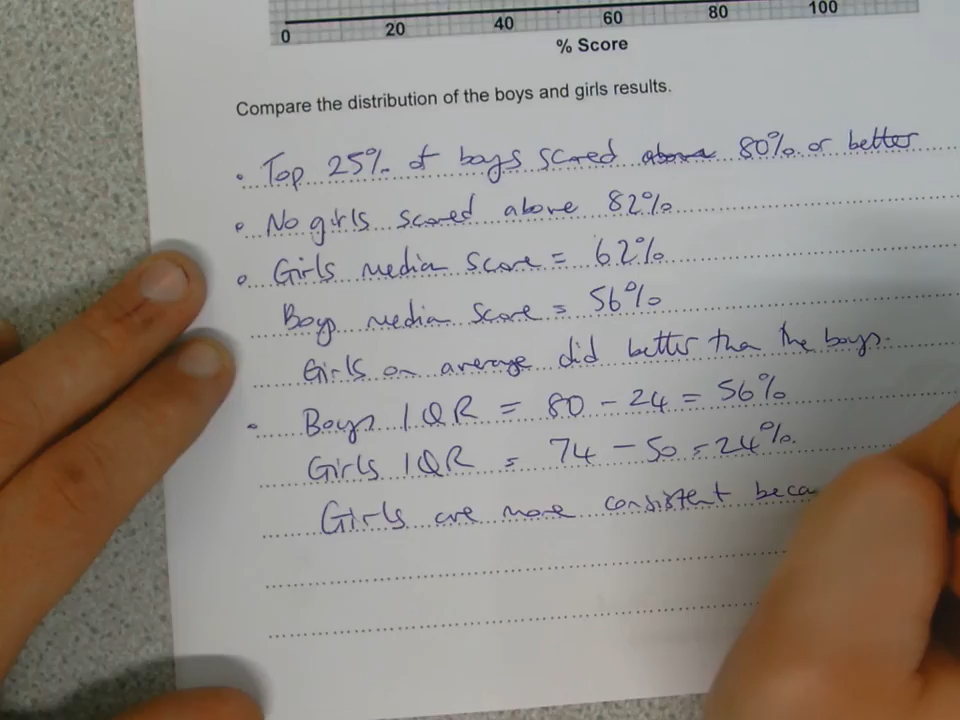 0 20 40 60 80 100
% Score
Compare the distribution of the boys and girls results.
• Top 25% of boys scored above 80% or better
• No girls scored above 82%
• Girls median score = 62%
Boys median score = 56%
Girls on average did better than the boys.
• Boys IQR = 80 - 24 = 56%
Girls IQR = 74 - 50 = 24%.
Girls are more consistent beca